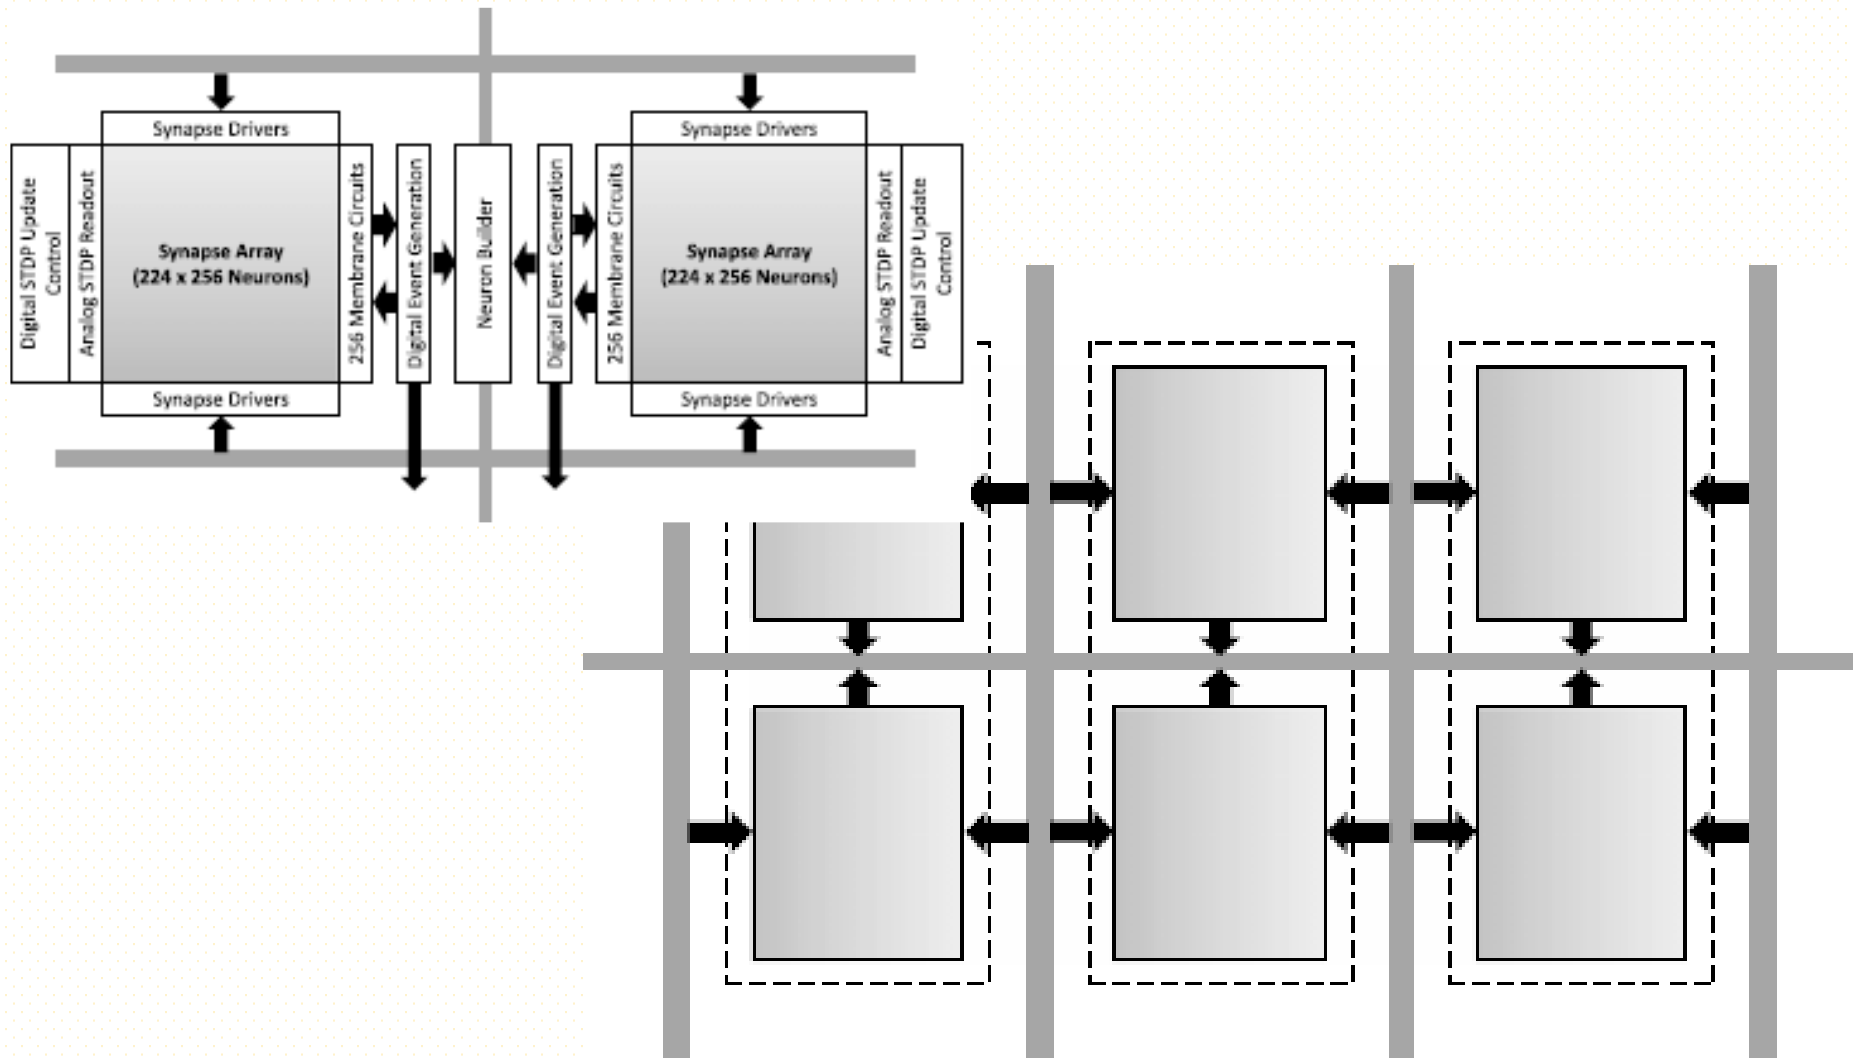 Synapse Drivers
Digital STDP Update
Control
Analog STDP Readout
Synapse Array
(224 x 256 Neurons)
256 Membrane Circuits
Digital Event Generation
Synapse Drivers
Neuron Builder
Synapse Drivers
Digital Event Generation
256 Membrane Circuits
Synapse Array
(224 x 256 Neurons)
Analog STDP Readout
Digital STDP Update
Control
Synapse Drivers